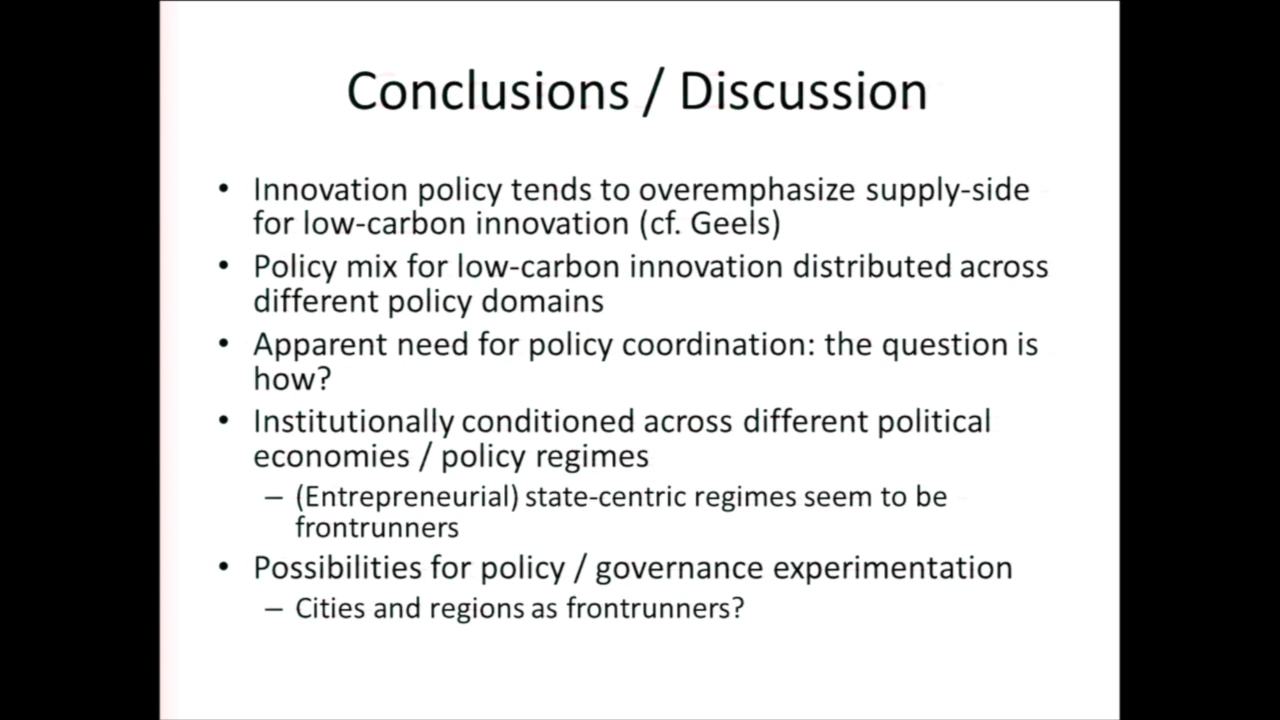 Conclusions / Discussion
• Innovation policy tends to overemphasize supply-side
for low-carbon innovation (cf. Geels)
• Policy mix for low-carbon innovation distributed across
different policy domains
• Apparent need for policy coordination: the question is
how?
• Institutionally conditioned across different political
economies / policy regimes
– (Entrepreneurial) state-centric regimes seem to be
frontrunners
• Possibilities for policy / governance experimentation
– Cities and regions as frontrunners?